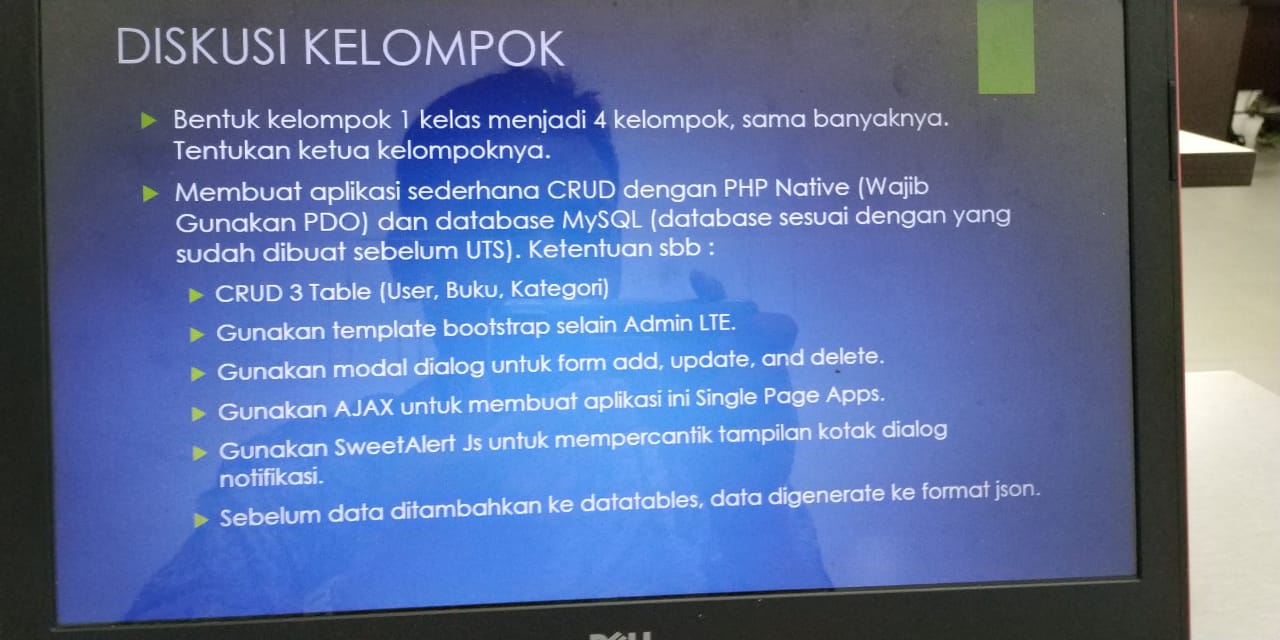 DISKUSI KELOMPOK
Bentuk kelompok 1 kelas menjadi 4 kelompok, sama banyaknya.
Tentukan ketua kelompoknya.
Membuat aplikasi sederhana CRUD dengan PHP Native (Wajib
Gunakan PDO) dan database MySQL (database sesuai dengan yang
sudah dibuat sebelum UTS). Ketentuan sbb :
CRUD 3 Table (User, Buku, Kategori)
Gunakan template bootstrap selain Admin LTE.
Gunakan modal dialog untuk form add, update, and delete.
Gunakan AJAX untuk membuat aplikasi ini Single Page Apps.
Gunakan SweetAlert Js untuk mempercantik tampilan kotak dialog
notifikasi.
Sebelum data ditambahkan ke datatables, data digenerate ke format json.
DELL